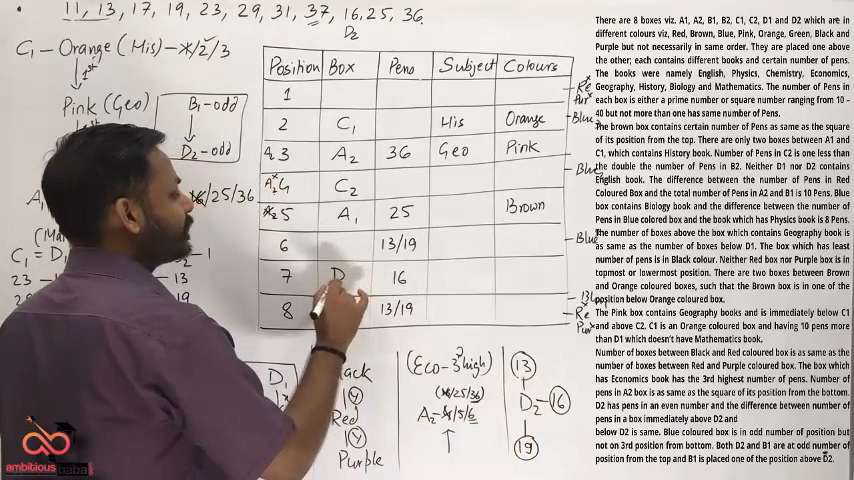 11, 13, 17, 19, 23, 29, 31, 37, 16, 25, 36.
D2
C1 - Orange (His) - 1/2/3
1st
Pink (Geo)
B1-odd
D2-odd
16/25/36
C1 = D1
23 - 13
13
19
Position Box Pens Subject Colours
1
2 C1 His Orange
3 A2 36 Geo Pink
4 C2
5 A1 25 Brown
6 13/19
7 D 16
8 13/19
Blue
Blue
Blue
D1
Black
Y
Red
Y
Purple
(Eco-3rd high)
(16/25/36)
A2-4/5/6
13
D2-16
19
ambitious
baba
There are 8 boxes viz. A1, A2, B1, B2, C1, C2, D1 and D2 which are in
different colours viz, Red, Brown, Blue, Pink, Orange, Green, Black and
Purple but not necessarily in same order. They are placed one above
the other; each contains different books and certain number of pens.
The books were namely English, Physics, Chemistry, Economics,
Geography, History, Biology and Mathematics. The number of Pens in
each box is either a prime number or square number ranging from 10 –
40 but not more than one has same number of Pens.
The brown box contains certain number of Pens as same as the square
of its position from the top. There are only two boxes between A1 and
C1, which contains History book. Number of Pens in C2 is one less than
the double the number of Pens in B2. Neither D1 nor D2 contains
English book. The difference between the number of Pens in Red
Coloured Box and the total number of Pens in A2 and B1 is 10 Pens. Blue
box contains Biology book and the difference between the number of
Pens in Blue colored box and the book which has Physics book is 8 Pens.
The number of boxes above the box which contains Geography book is
as same as the number of boxes below D1. The box which has least
number of pens is in Black colour. Neither Red box nor Purple box is in
topmost or lowermost position. There are two boxes between Brown
and Orange coloured boxes, such that the Brown box is in one of the
position below Orange coloured box.
The Pink box contains Geography books and is immediately below C1
and above C2. C1 is an Orange coloured box and having 10 pens more
than D1 which doesn't have Mathematics book.
Number of boxes between Black and Red coloured box is as same as the
number of boxes between Red and Purple coloured box. The box which
has Economics book has the 3rd highest number of pens. Number of
pens in A2 box is as same as the square of its position from the bottom.
D2 has pens in an even number and the difference between number of
pens in a box immediately above D2 and
below D2 is same. Blue coloured box is in odd number of position but
not on 3rd position from bottom. Both D2 and B1 are at odd number of
position from the top and B1 is placed one of the position above D2.